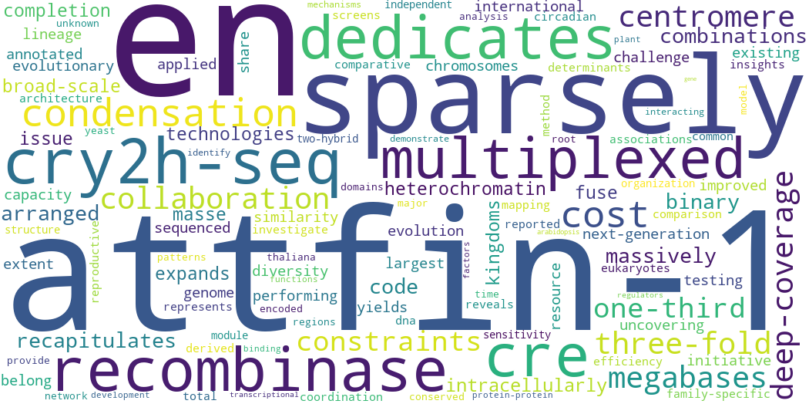 completion
unknown
lineage
annotated
evolutionary
broad-scale
architecture
condensation
en
applied
share
mechanisms
independent
screens
international
analysis
circadian
dedicates
plant
comparative
chromosomes
determinants
sparsely
centromere
combinations
challenge
existing
insights
gene
model
method
interacting
yeast
issue
technologies
two-hybrid
identify
demonstrate
root
associations
common
cry2h-seq
multiplexed
domains
heterochromatin
organization
improved
capacity
collaboration
major
mapping
fuse
binary
arranged
masse
similarity
cost
comparison
structure
sequenced
investigate
evolution
kingdoms
reported
next-generation
arabidopsis
deep-coverage
attfin-1
extent
reproductive
patterns
thaliana
expands
diversity
functions
largest
factors
massively
eukaryotes
testing
genome
performing
code
time
resource
represents
encoded
yields
reveals
one-third
regions
dna
uncovering
regulators
recapitulates
module
constraints
sensitivity
three-fold
derived
binding
cre
efficiency
initiative
provide
belong
recombinase
intracellularly
megabases
network
development
total
transcriptional
coordination
conserved
protein-protein
family-specific